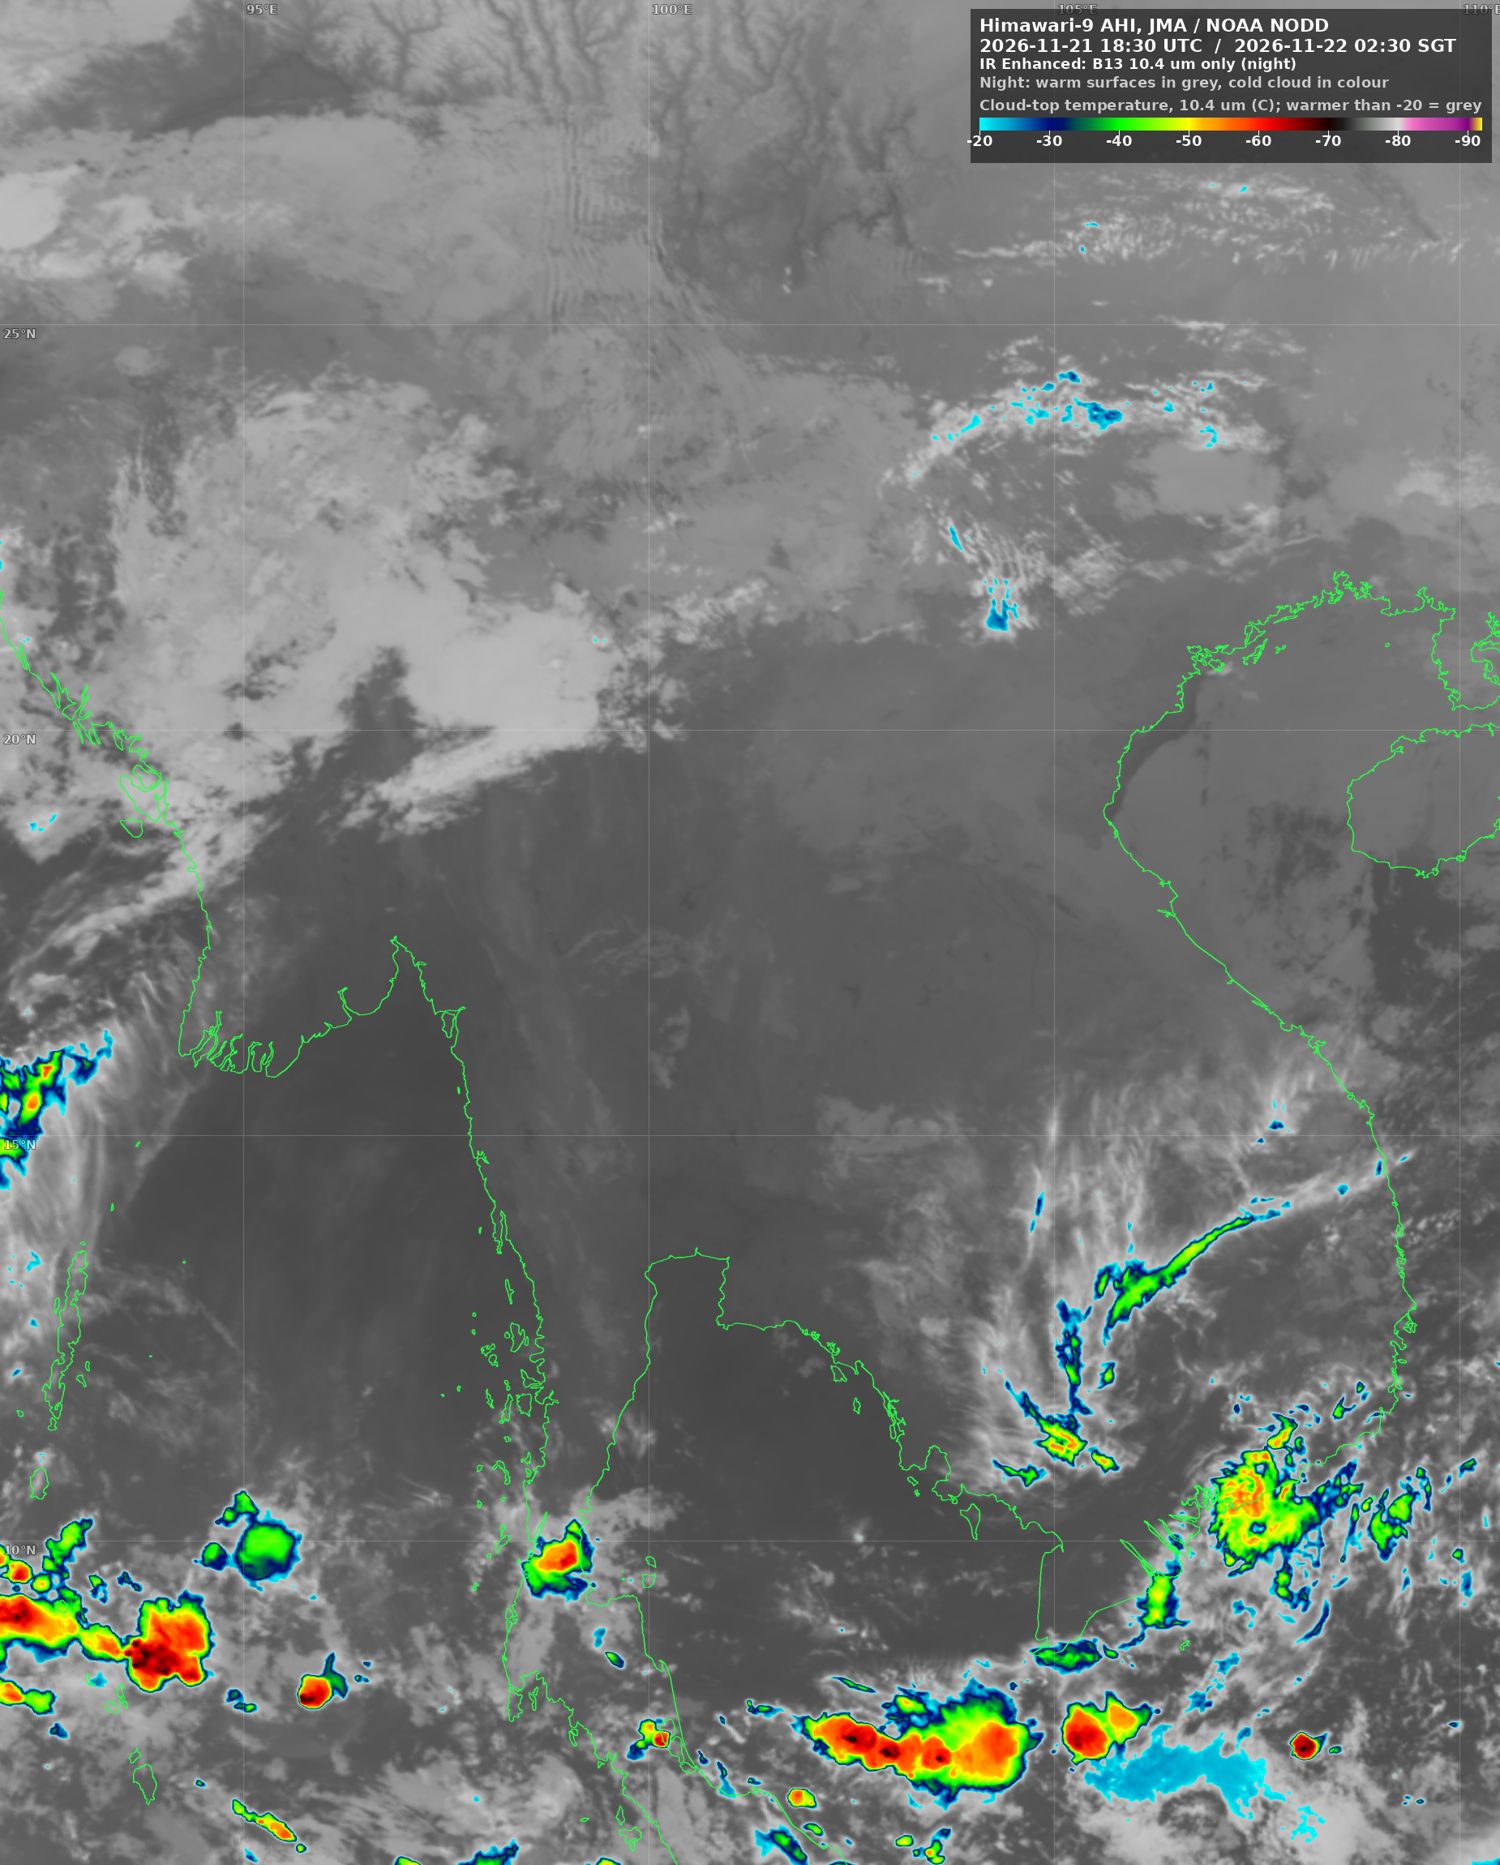 95°E
100°E
105°E
110°E
Himawari-9 AHI, JMA / NOAA NODD
2026-11-21 18:30 UTC / 2026-11-22 02:30 SGT
IR Enhanced: B13 10.4 um only (night)
Night: warm surfaces in grey, cold cloud in colour
Cloud-top temperature, 10.4 um (C); warmer than -20 = grey
-20 -30 -40 -50 -60 -70 -80 -90
25°N
20°N
15°N
10°N